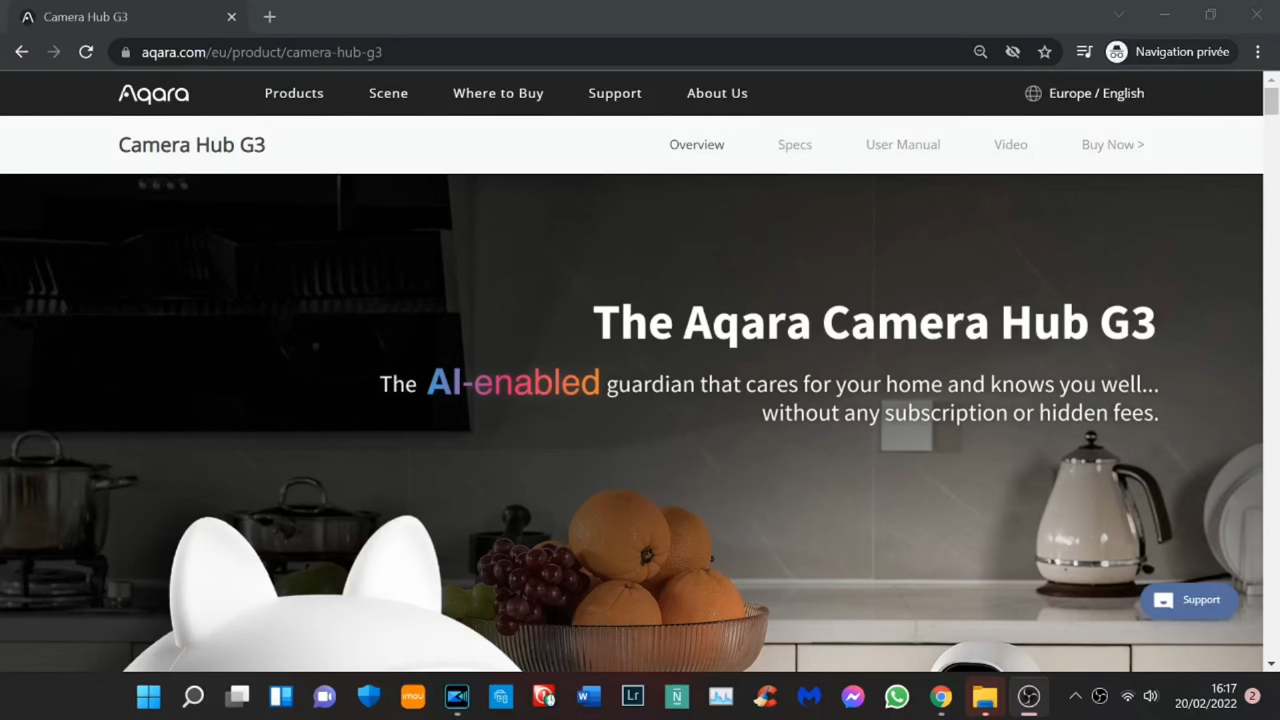 Camera Hub G3
aqara.com/eu/product/camera-hub-g3
Navigation privée
Aqara
Products
Scene
Where to Buy
Support
About Us
Europe / English
Camera Hub G3
Overview
Specs
User Manual
Video
Buy Now >
The Aqara Camera Hub G3
The AI-enabled guardian that cares for your home and knows you well...
without any subscription or hidden fees.
Support
imou
W
Lr
N
16:17
20/02/2022
2